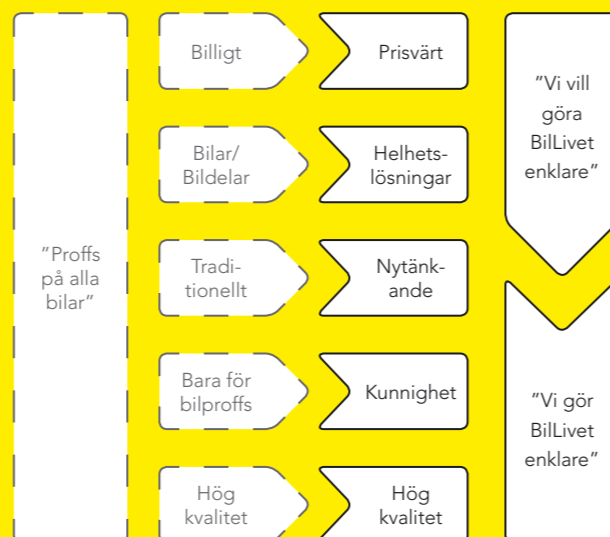 "Proffs
på alla
bilar"
Billigt
Prisvärt
Bilar/
Bildelar
Helhets-
lösningar
Tradi-
tionellt
Nytänk-
ande
Bara för
bilproffs
Kunnighet
Hög
kvalitet
Hög
kvalitet
”Vi vill
göra
BilLivet
enklare”
”Vi gör
BilLivet
enklare”